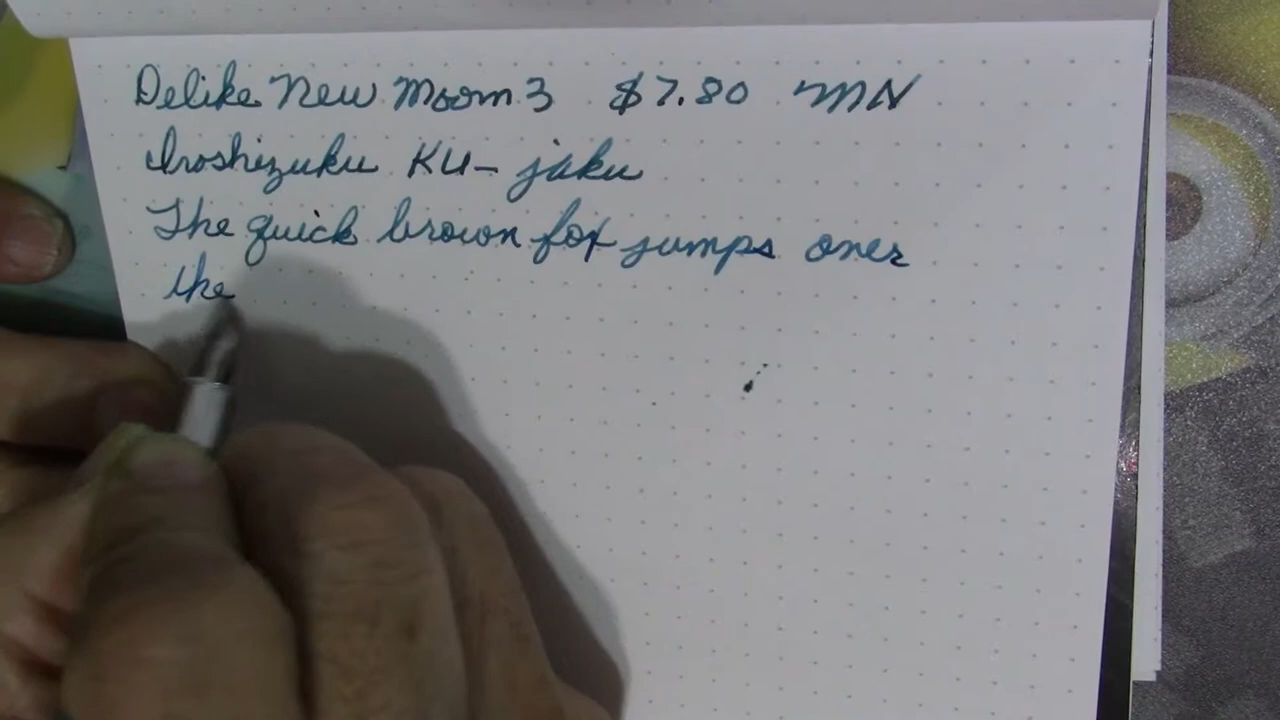 Delike New Moon 3 $7.80 MN
Iroshizuku KU-jaku
The quick brown fox jumps over
the